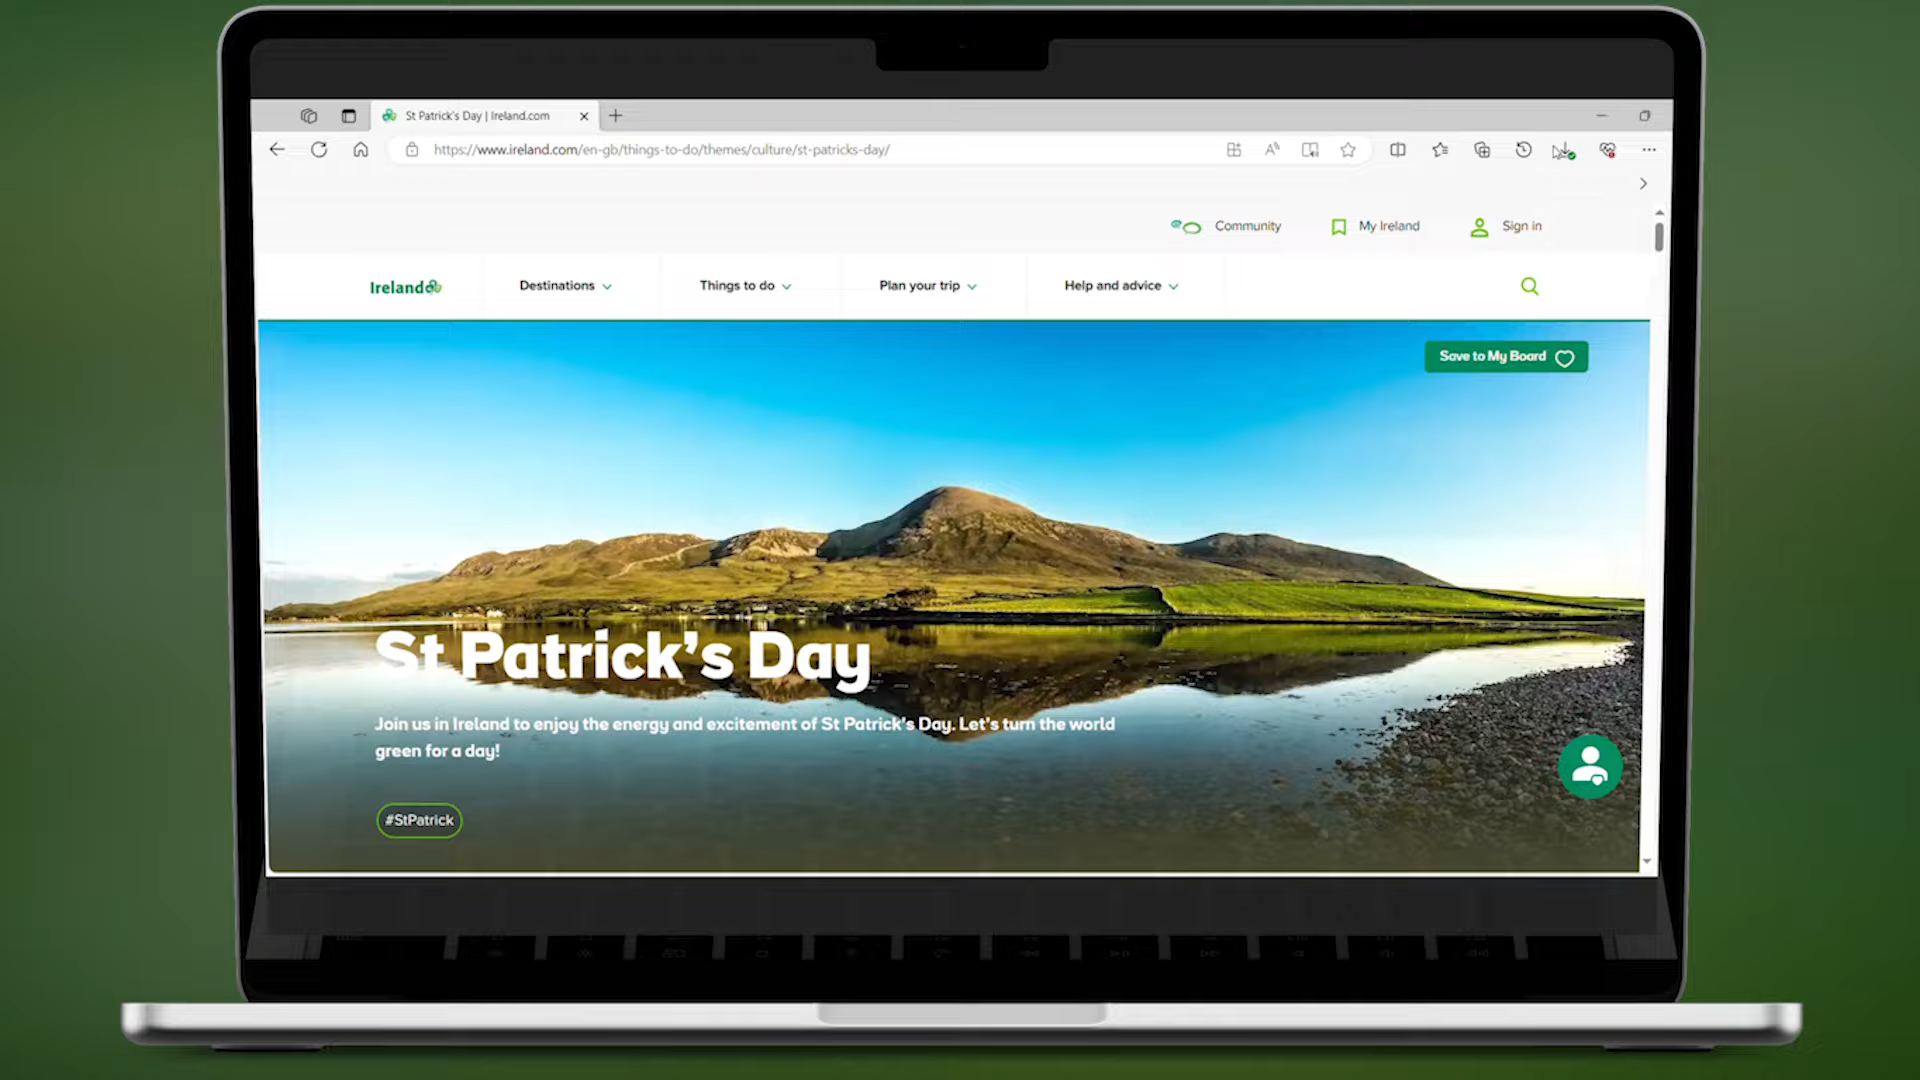 St Patrick's Day | Ireland.com
https://www.ireland.com/en-gb/things-to-do/themes/culture/st-patricks-day/
Community My Ireland Sign in
Ireland Destinations Things to do Plan your trip Help and advice
Save to My Board
St Patrick's Day
Join us in Ireland to enjoy the energy and excitement of St Patrick's Day. Let's turn the world
green for a day!
#StPatrick